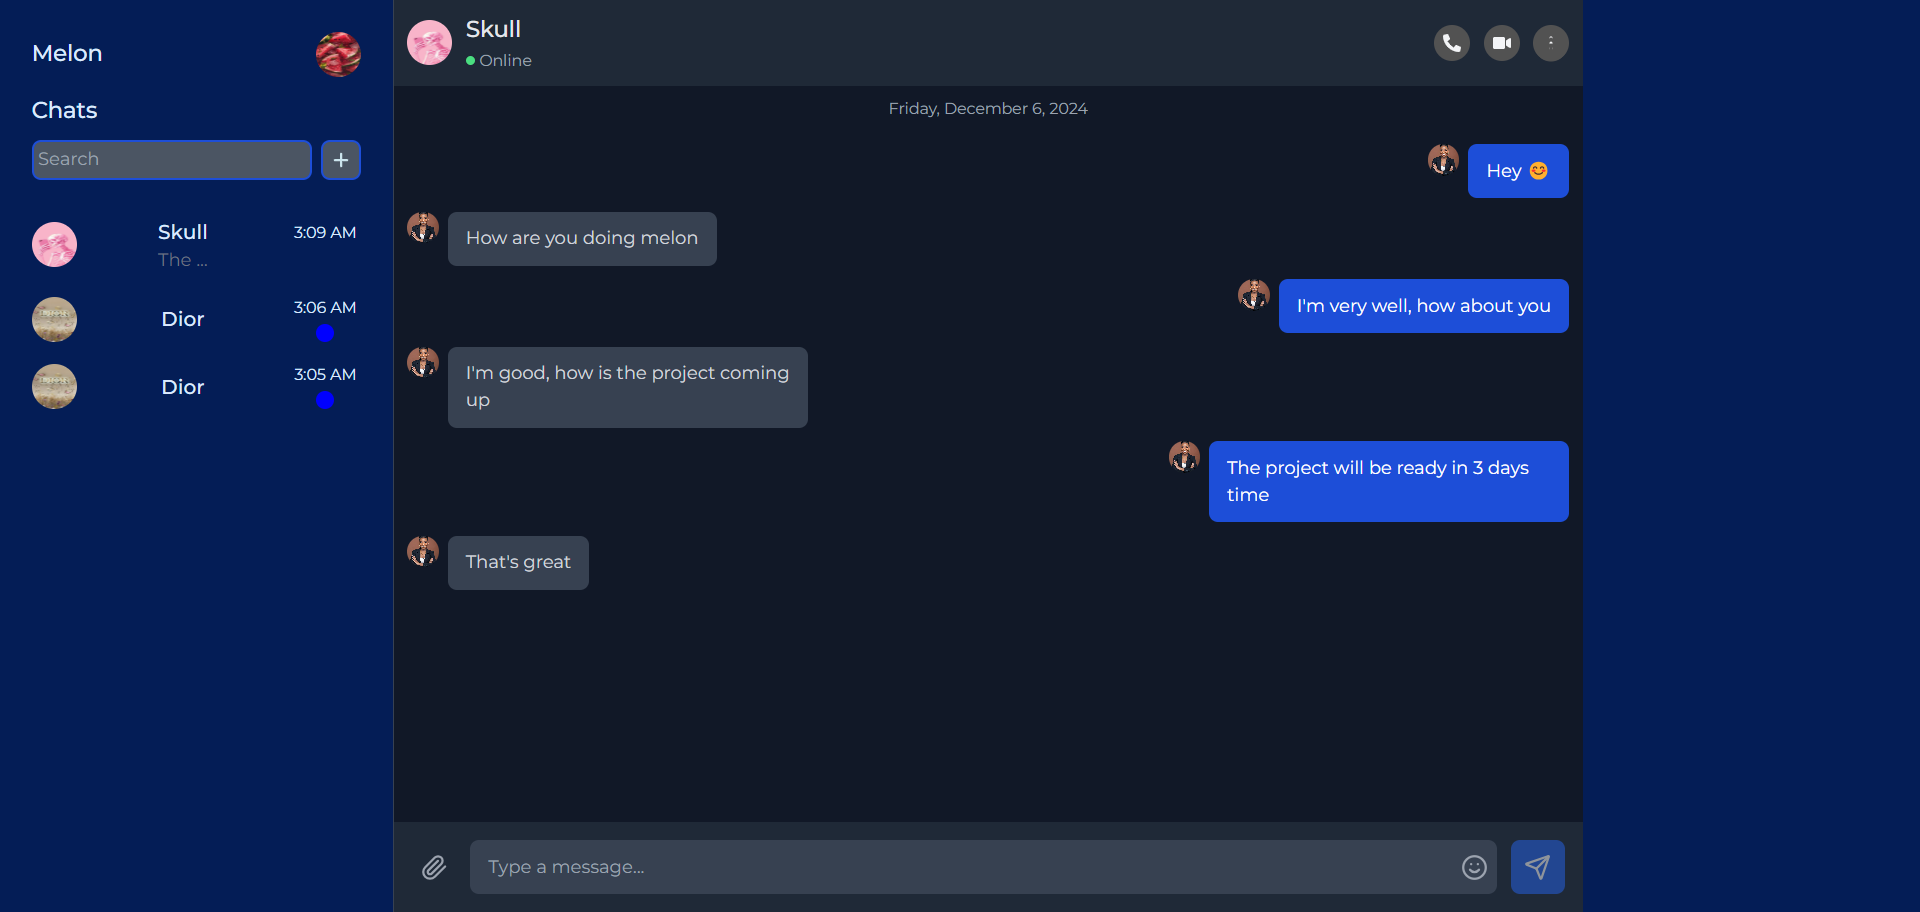 Melon
Chats
Search
+
Skull
3:09 AM
The ...
Dior
3:06 AM
Dior
3:05 AM
Skull
Online
Friday, December 6, 2024
Hey 😊
How are you doing melon
I'm very well, how about you
I'm good, how is the project coming
up
The project will be ready in 3 days
time
That's great
Type a message...